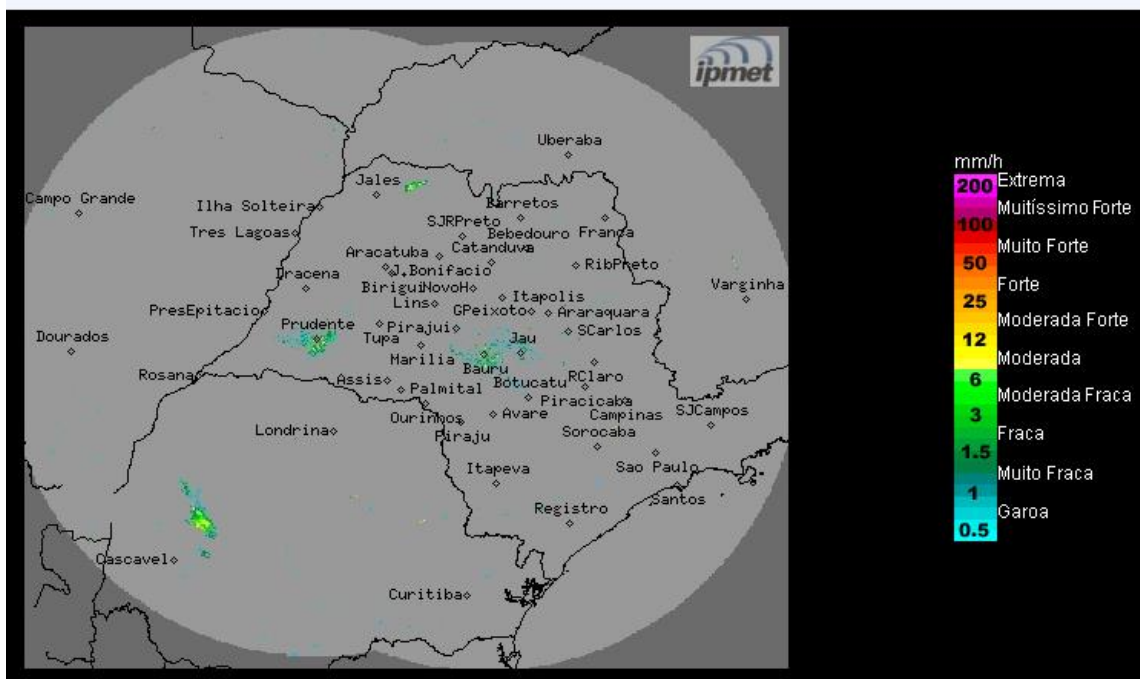 ipmet
Uberaba
Jales
Campo Grande
Ilha Solteira
Barretos
SJRPreto
Tres Lagoas
Bebedouro
Franca
Catanduva
Aracatuba
RibPreto
Dracena
J.Bonifacio
Birigui
NovoH
Varginha
Itapolis
Lins
PresEpitacio
GPeixoto
Araraquara
Prudente
Pirajui
SCarlos
Dourados
Tupa
Jau
Marilia
Bauru
Rosana
Assis
RClaro
Botucatu
Palmital
Piracicaba
Ourinhos
Avare
Campinas
SJCampos
Londrina
Piraju
Sorocaba
Itapeva
Sao Paulo
Santos
Registro
Cascavel
Curitiba
mm/h
200 Extrema
Muitíssimo Forte
100
Muito Forte
50
Forte
25
Moderada Forte
12
Moderada
6
Moderada Fraca
3
Fraca
1.5
Muito Fraca
1
Garoa
0.5